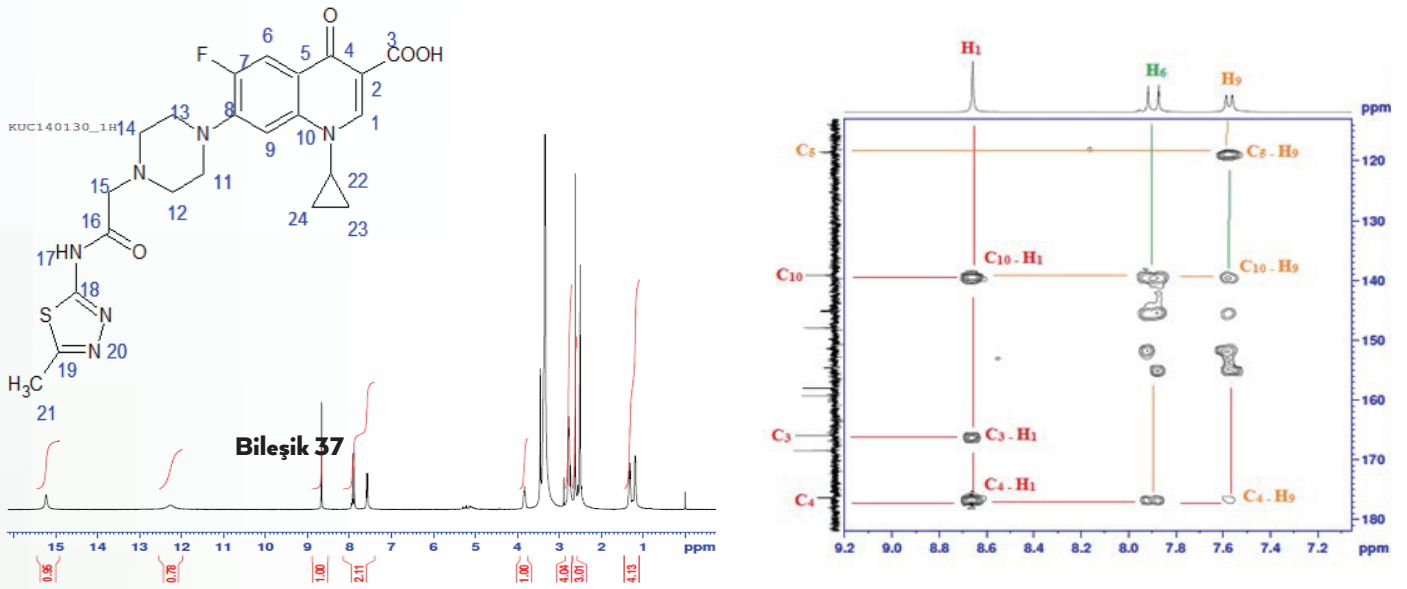 O
6
5
4
3
COOH
F
7
2
KUC140130_1H
13
8
14
N
10
N
1
9
15
N
11
22
16
12
24
23
17
HN
O
18
S
N
N
20
19
H3C
21
Bileşik 37
15 14 13 12 11 10 9 8 7 6 5 4 3 2 1 ppm
0.95 0.78 1.00 2.11 1.00 4.04 3.01 4.13
H1
H6
H9
ppm
C5
C5 - H9
120
130
C10 - H1
C10 - H9
C10
140
150
160
C3
C3 - H1
170
C4 - H1
C4 - H9
C4
180
9.2 9.0 8.8 8.6 8.4 8.2 8.0 7.8 7.6 7.4 7.2 ppm